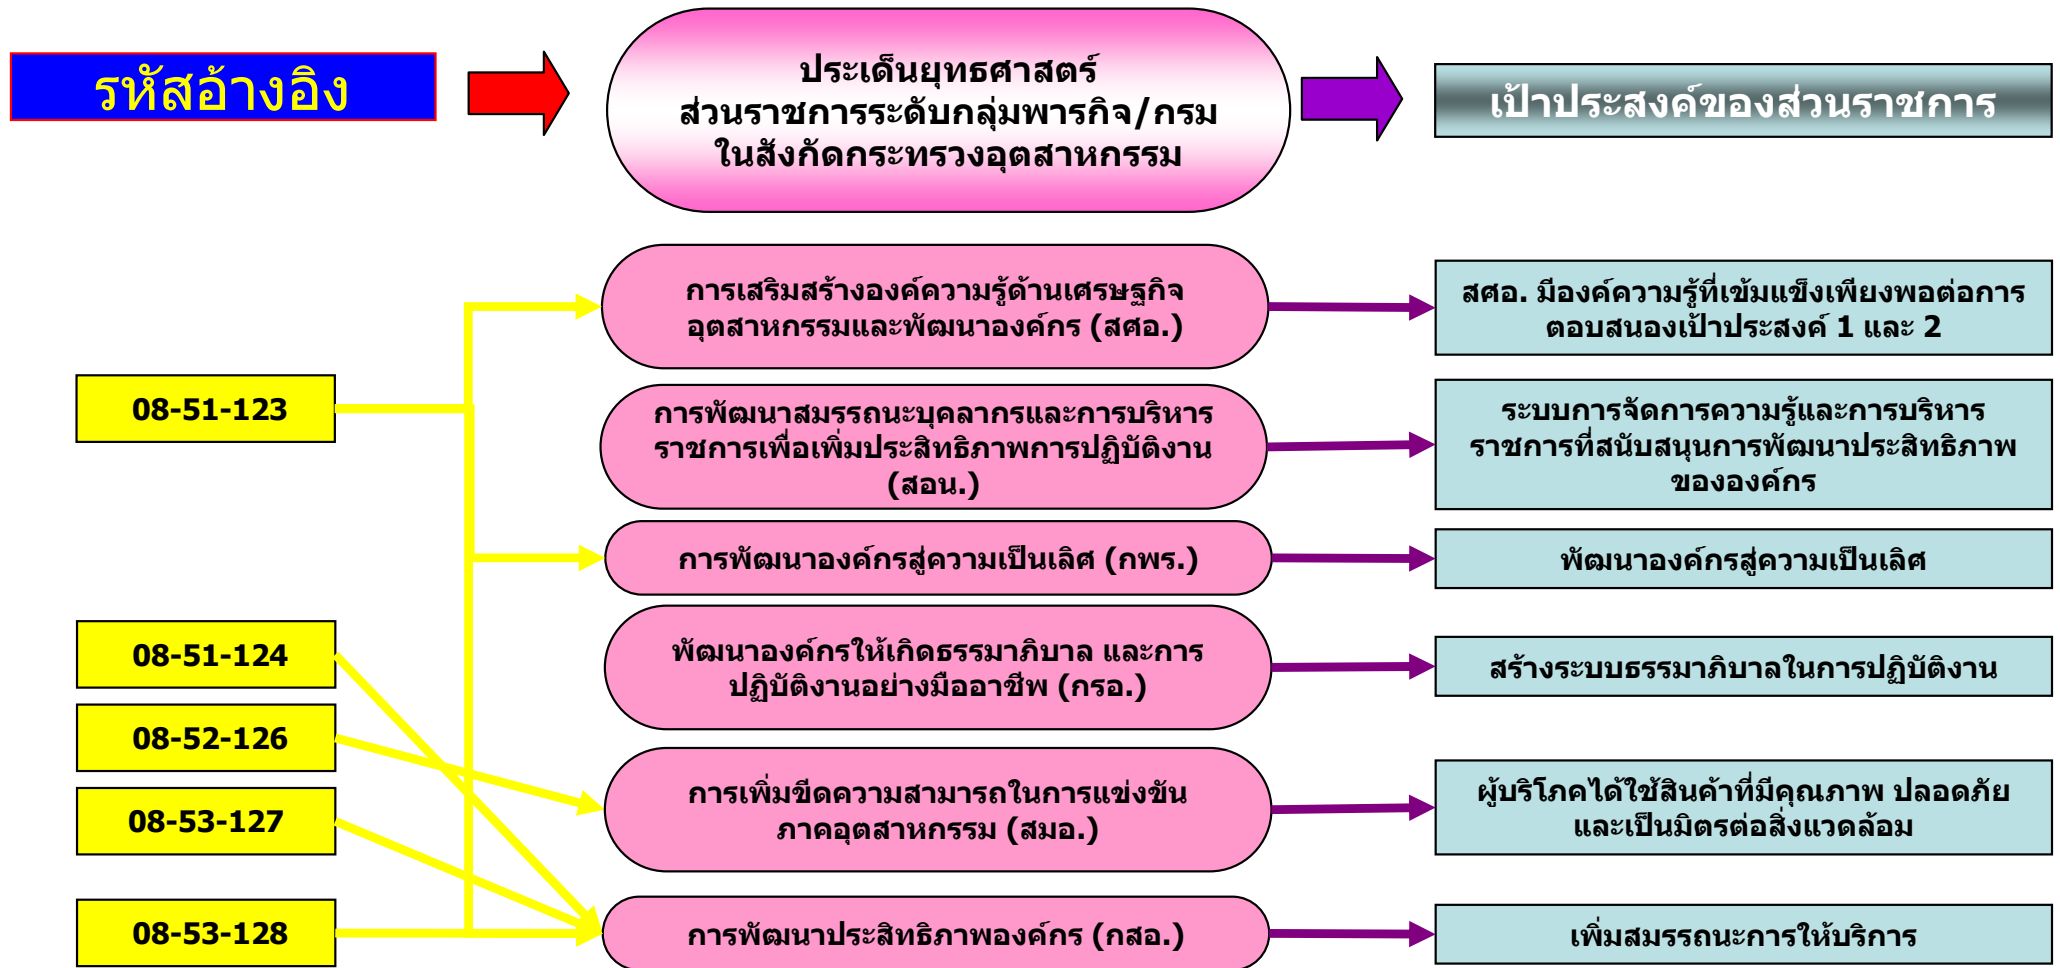 รหัสอ้างอิง
ประเด็นยุทธศาสตร์
ส่วนราชการระดับกลุ่มพารกิจ/กรม
ในสังกัดกระทรวงอุตสาหกรรม
เป้าประสงค์ของส่วนราชการ
การเสริมสร้างองค์ความรู้ด้านเศรษฐกิจ
อุตสาหกรรมและพัฒนาองค์กร (สศอ.)
สศอ. มีองค์ความรู้ที่เข้มแข็งเพียงพอต่อการ
ตอบสนองเป้าประสงค์ 1 และ 2
08-51-123
การพัฒนาสมรรถนะบุคลากรและการบริหาร
ราชการเพื่อเพิ่มประสิทธิภาพการปฏิบัติงาน
(สอน.)
ระบบการจัดการความรู้และการบริหาร
ราชการที่สนับสนุนการพัฒนาประสิทธิภาพ
ขององค์กร
การพัฒนาองค์กรสู่ความเป็นเลิศ (กพร.)
พัฒนาองค์กรสู่ความเป็นเลิศ
08-51-124
พัฒนาองค์กรให้เกิดธรรมาภิบาล และการ
ปฏิบัติงานอย่างมืออาชีพ (กรอ.)
สร้างระบบธรรมาภิบาลในการปฏิบัติงาน
08-52-126
08-53-127
การเพิ่มขีดความสามารถในการแข่งขัน
ภาคอุตสาหกรรม (สมอ.)
ผู้บริโภคได้ใช้สินค้าที่มีคุณภาพ ปลอดภัย
และเป็นมิตรต่อสิ่งแวดล้อม
08-53-128
การพัฒนาประสิทธิภาพองค์กร (กสอ.)
เพิ่มสมรรถนะการให้บริการ